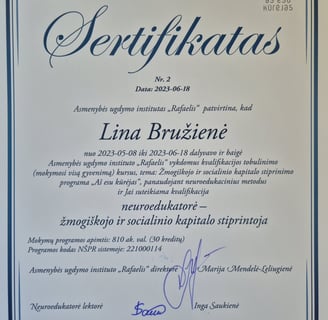 AS ESU
KŪRĖJAS
Sertifikatas
Nr. 2
Data: 2023-06-18
Asmenybės ugdymo institutas „Rafaelis" patvirtina, kad
Lina Bružienė
nuo 2023-05-08 iki 2023-06-18 dalyvavo ir baigė
Asmenybės ugdymo instituto „Rafaelis" vykdomus kvalifikacijos tobulinimo
(mokymosi visą gyvenimą) kursus, tema: Žmogiškojo ir socialinio kapitalo stiprinimo
programa „Aš esu kūrėjas", panaudojant neuroedukacinius metodus
ir Jai suteikiama kvalifikacija
neuroedukatorė –
žmogiškojo ir socialinio kapitalo stiprintoja
Mokymų programos apimtis: 810 ak. val. (30 kreditų)
Programos kodas NŠPR sistemoje: 221000114
Asmenybės ugdymo instituto „Rafaelis" direktorė Marija Mendelė-Leliugienė
Neuroedukatorė lektorė Inga Saukienė